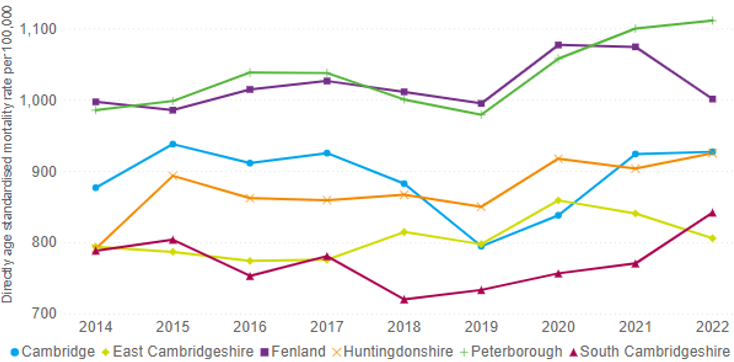 Directly age standardised mortality rate per 100,000
1,100
1,000
900
800
700
2014 2015 2016 2017 2018 2019 2020 2021 2022
Cambridge East Cambridgeshire Fenland Huntingdonshire Peterborough South Cambridgeshire